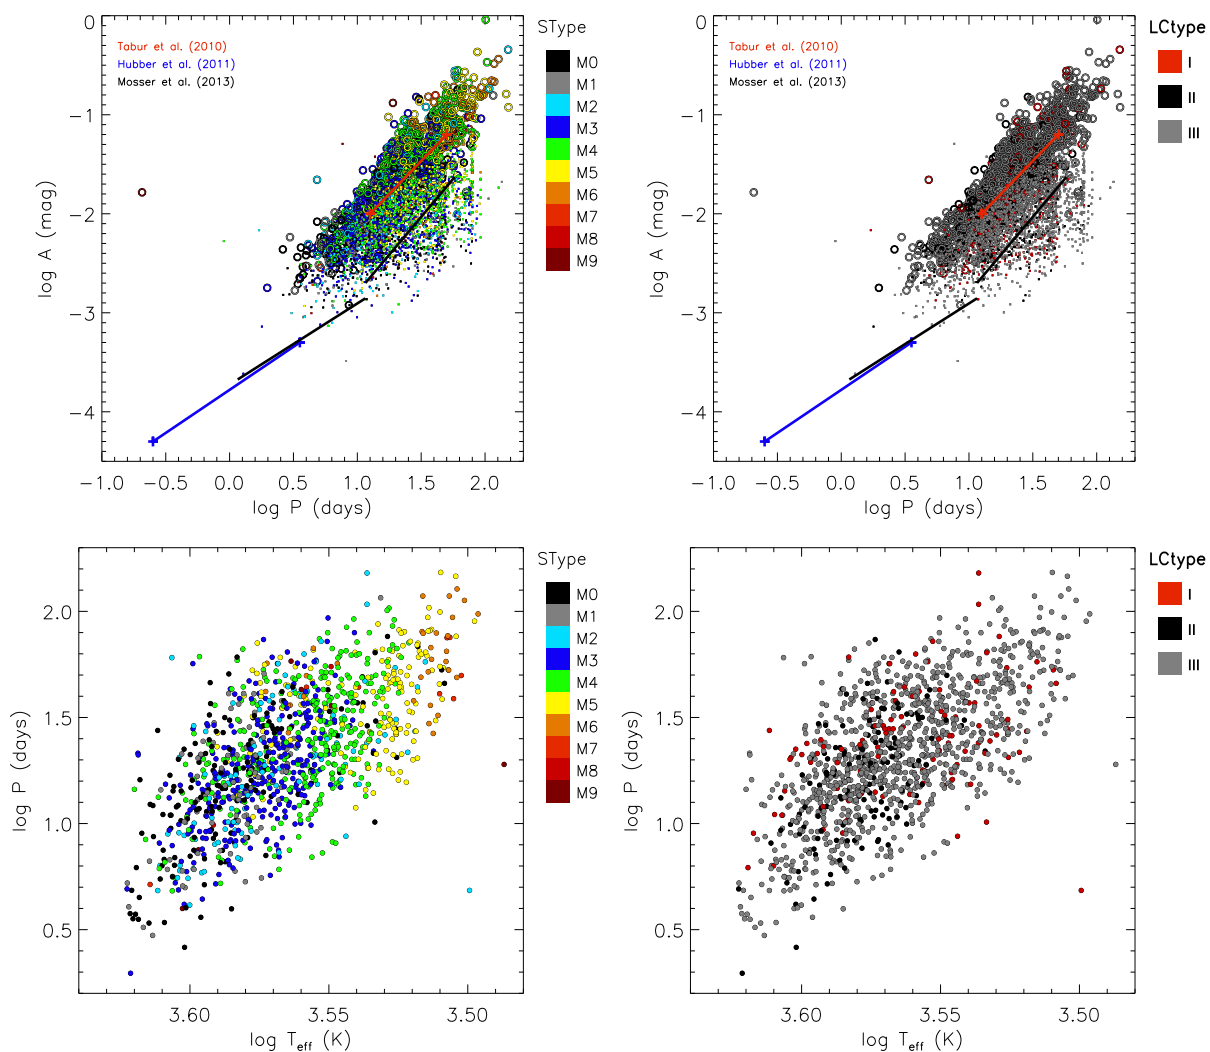 Tabur et al. (2010)
Hubber et al. (2011)
Mosser et al. (2013)
0
−1
−2
−3
−4
log A (mag)
−1.0 −0.5 0.0 0.5 1.0 1.5 2.0
log P (days)
SType
M0
M1
M2
M3
M4
M5
M6
M7
M8
M9
Tabur et al. (2010)
Hubber et al. (2011)
Mosser et al. (2013)
0
−1
−2
−3
−4
log A (mag)
−1.0 −0.5 0.0 0.5 1.0 1.5 2.0
log P (days)
LCtype
I
II
III
2.0
1.5
1.0
0.5
log P (days)
3.60 3.55 3.50
log Teff (K)
SType
M0
M1
M2
M3
M4
M5
M6
M7
M8
M9
2.0
1.5
1.0
0.5
log P (days)
3.60 3.55 3.50
log Teff (K)
LCtype
I
II
III